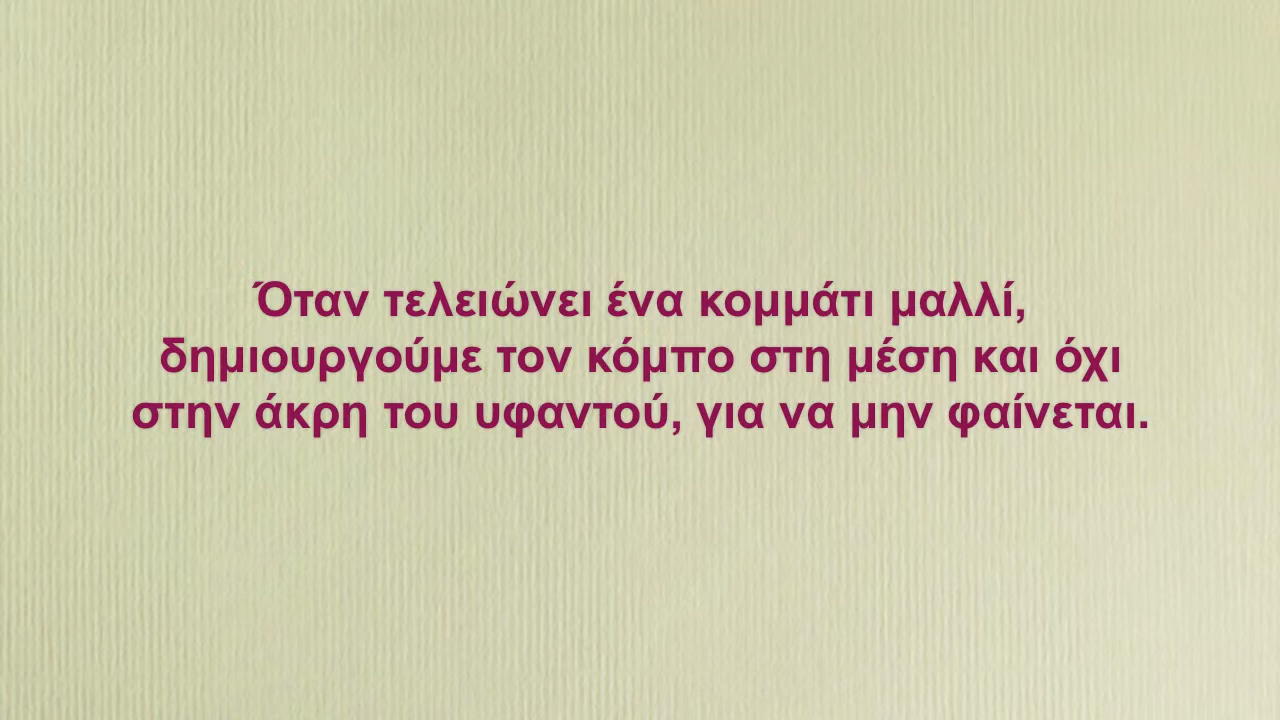 Όταν τελειώνει ένα κομμάτι μαλλί,
δημιουργούμε τον κόμπο στη μέση και όχι
στην άκρη του υφαντού, για να μην φαίνεται.